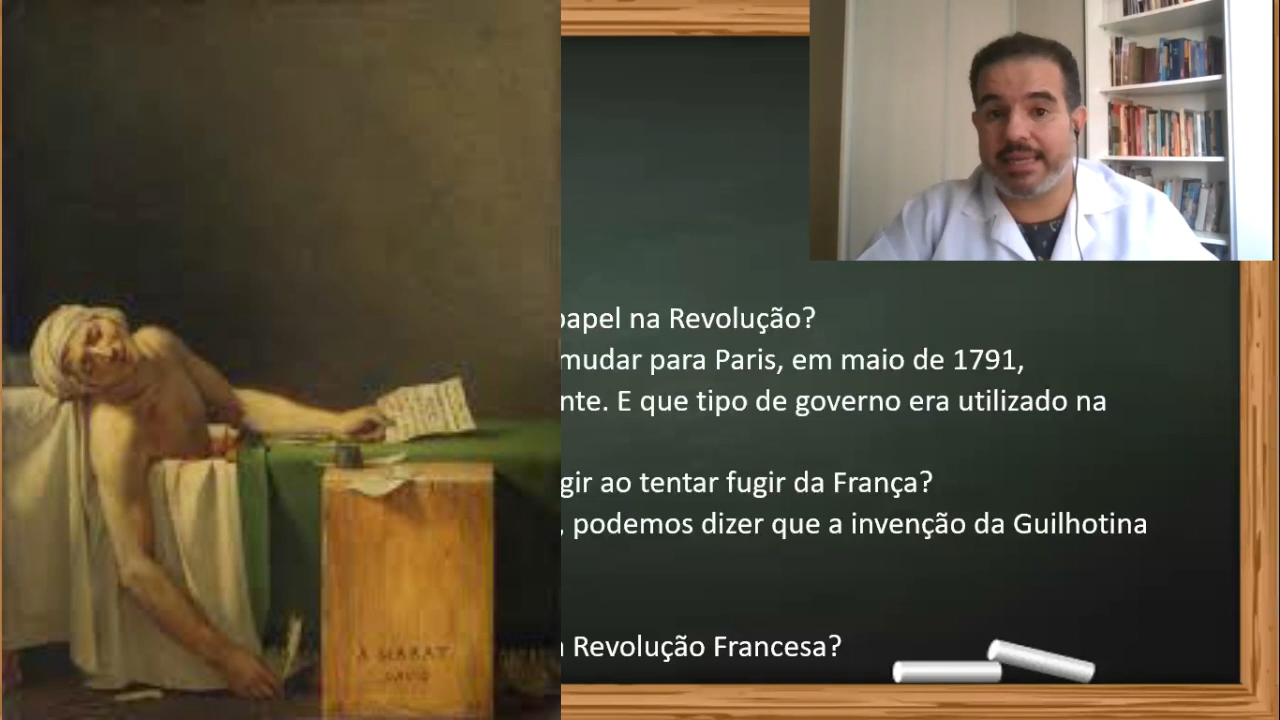 papel na Revolução?
mudar para Paris, em maio de 1791,
nte. E que tipo de governo era utilizado na
gir ao tentar fugir da França?
, podemos dizer que a invenção da Guilhotina
Revolução Francesa?
À MARAT
DAVID